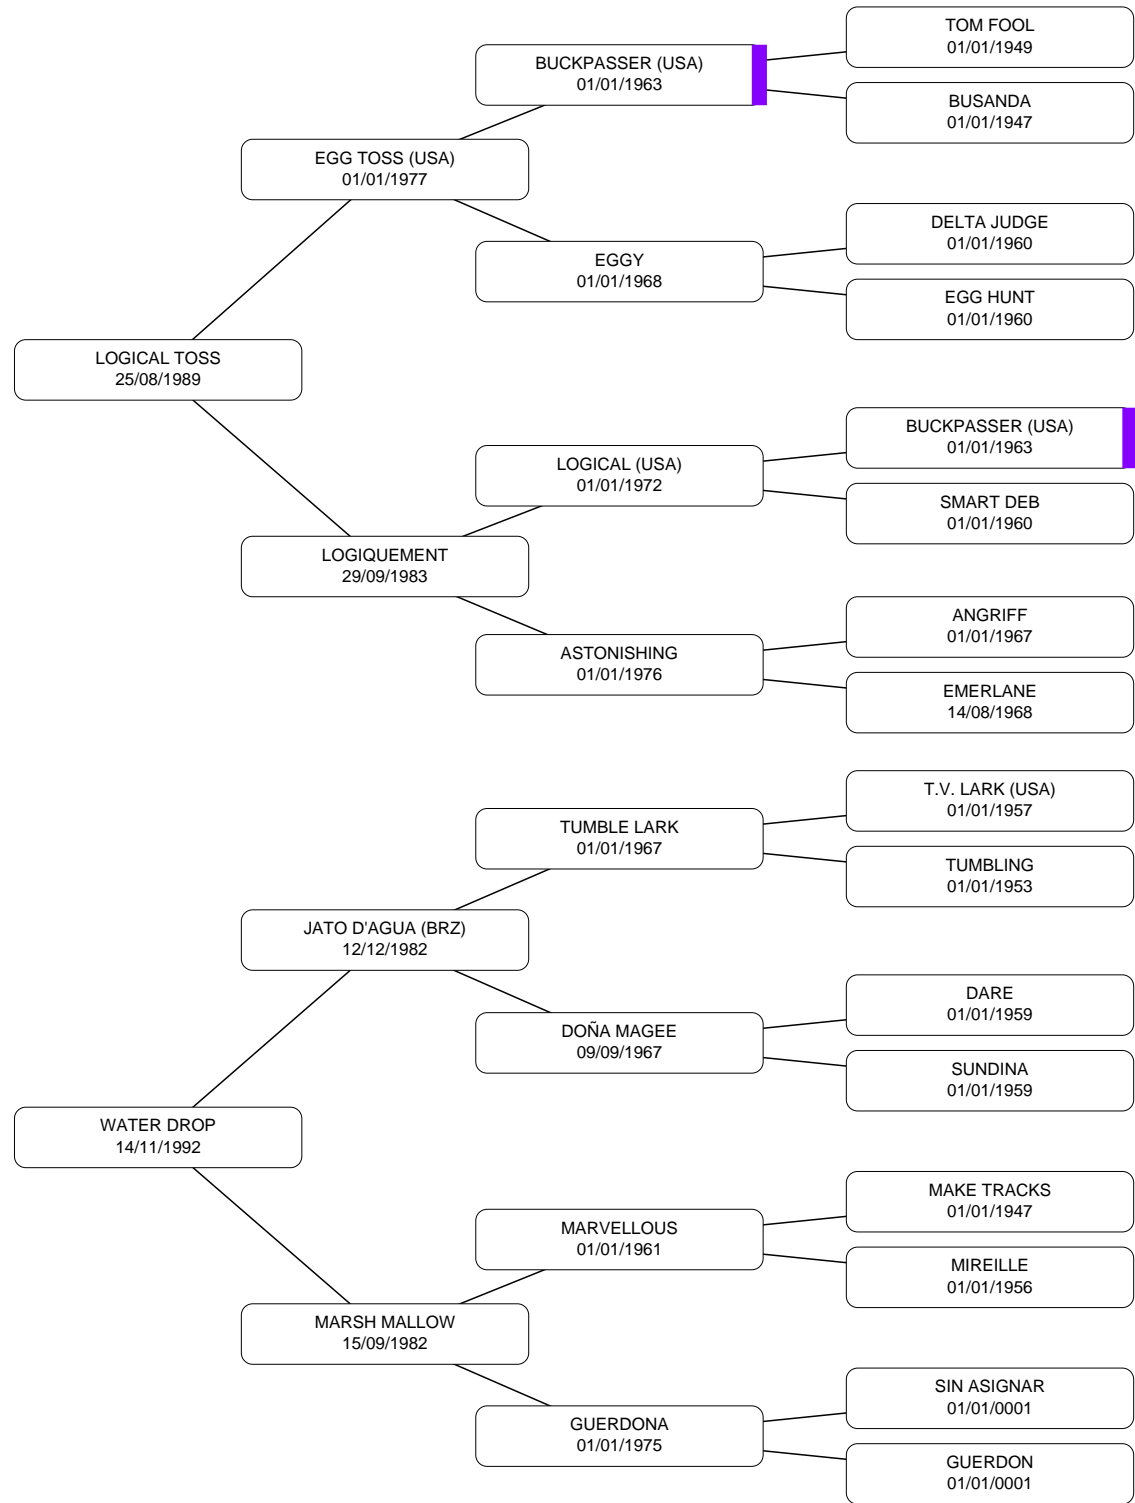 TOM FOOL
01/01/1949
BUCKPASSER (USA)
01/01/1963
BUSANDA
01/01/1947
EGG TOSS (USA)
01/01/1977
DELTA JUDGE
01/01/1960
EGGY
01/01/1968
EGG HUNT
01/01/1960
LOGICAL TOSS
25/08/1989
BUCKPASSER (USA)
01/01/1963
LOGICAL (USA)
01/01/1972
SMART DEB
01/01/1960
LOGIQUEMENT
29/09/1983
ANGRIFF
01/01/1967
ASTONISHING
01/01/1976
EMERLANE
14/08/1968
T.V. LARK (USA)
01/01/1957
TUMBLE LARK
01/01/1967
TUMBLING
01/01/1953
JATO D'AGUA (BRZ)
12/12/1982
DARE
01/01/1959
DOÑA MAGEE
09/09/1967
SUNDINA
01/01/1959
WATER DROP
14/11/1992
MAKE TRACKS
01/01/1947
MARVELLOUS
01/01/1961
MIREILLE
01/01/1956
MARSH MALLOW
15/09/1982
SIN ASIGNAR
01/01/0001
GUERDONA
01/01/1975
GUERDON
01/01/0001